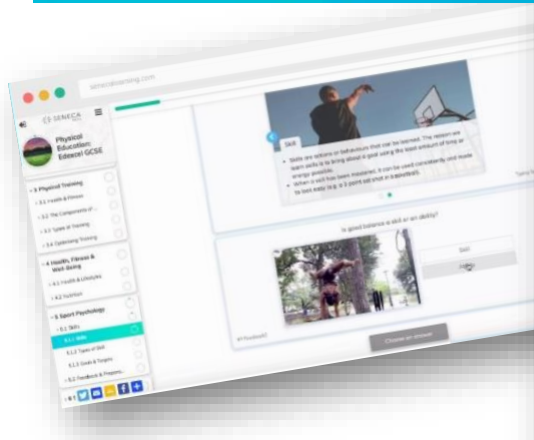 senecalearning.com
SENECA
Physical
Education:
Edexcel GCSE
3 Physical Training
3.1 Health & Fitness
3.2 The Components of ...
3.3 Types of Training
3.4 Optimising Training
4 Health, Fitness &
Well-Being
4.1 Health & Lifestyles
4.2 Nutrition
5 Sport Psychology
5.1 Skills
5.1.1 Skills
5.1.2 Types of Skill
5.1.3 Goals & Targets
5.2 Feedback & Prepara...
Skill
Skills are actions or behaviours that can be learned. The reason we
learn skills is to bring about a goal using the least amount of time or
energy possible.
When a skill has been mastered, it can be used consistently and made
to look easy (e.g. a 3 point set shot in basketball).
Is good balance a skill or an ability?
Skill
Ability
Choose an answer